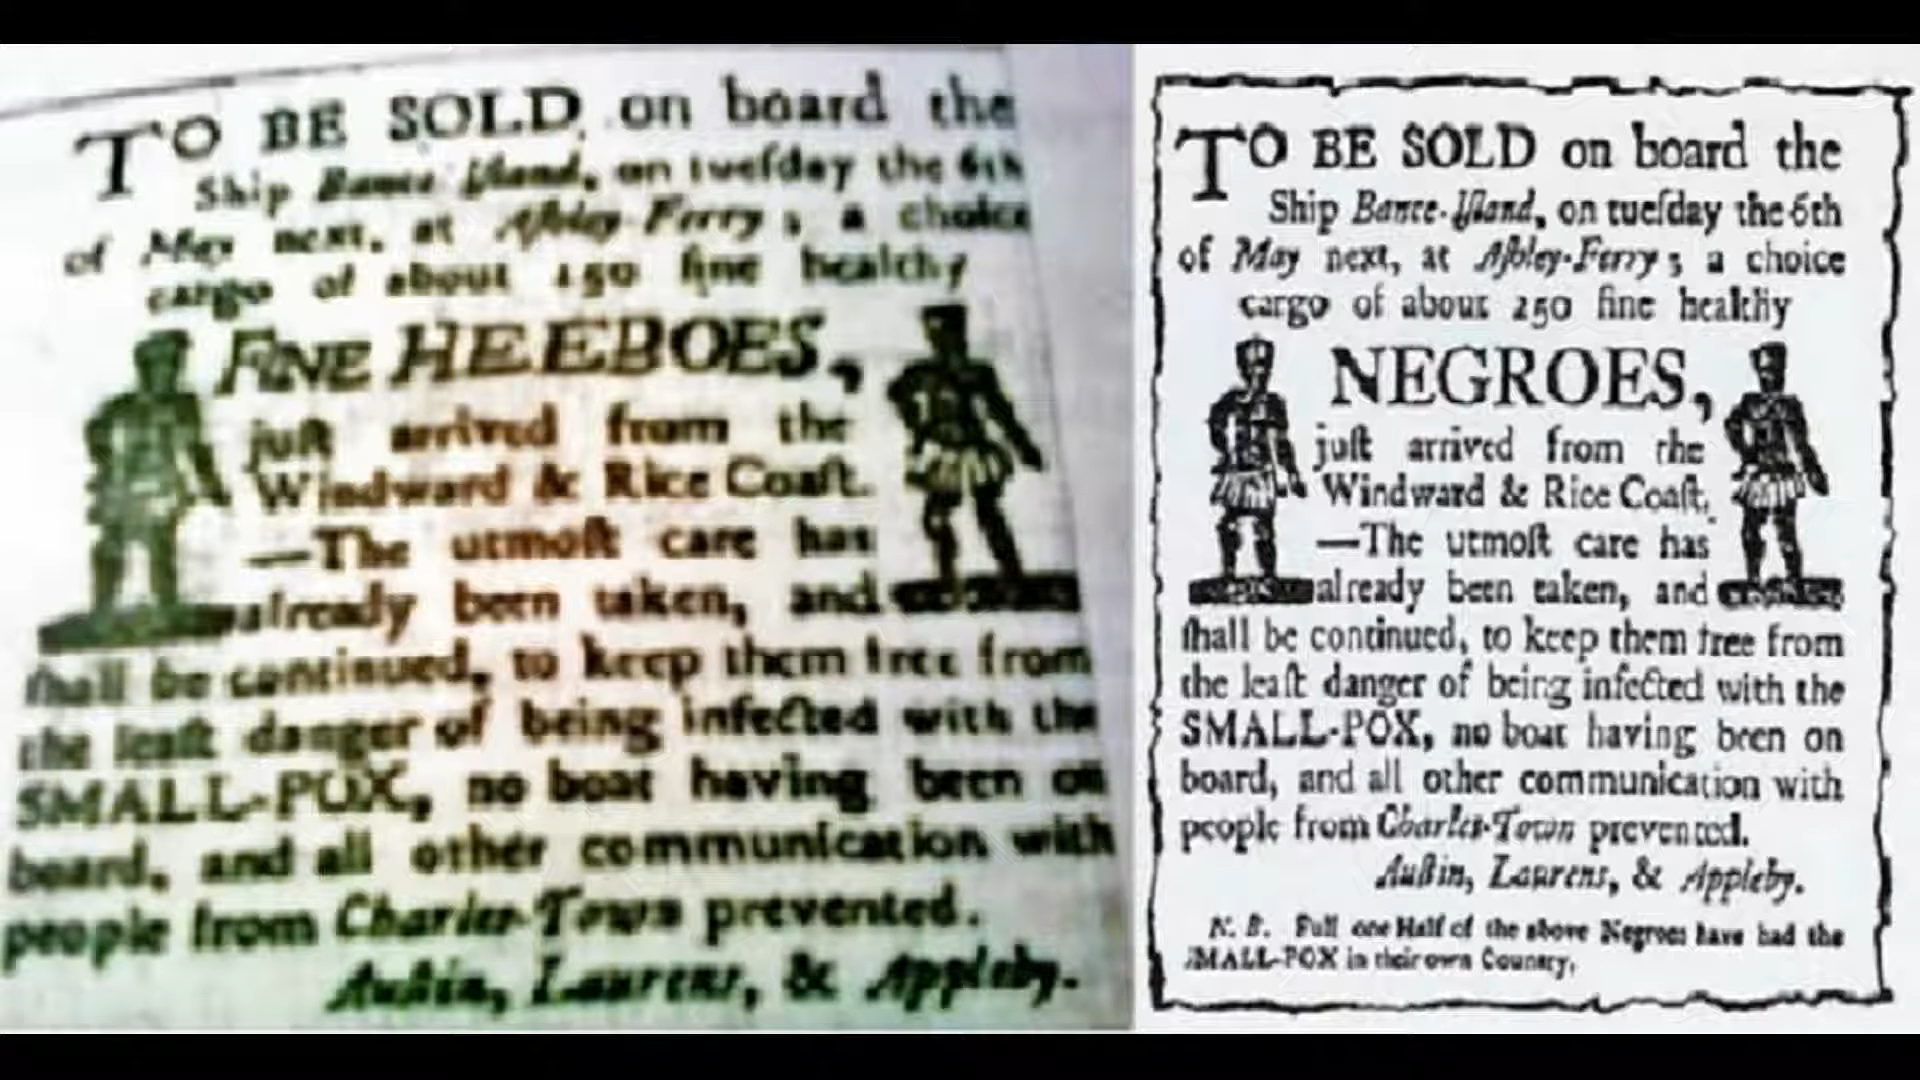 TO BE SOLD on board the
Ship Bance Iſland, on tueſday the 6th
of May next, at Aſhley-Ferry; a choice
cargo of about 150 fine healthy
FINE HEEBOES,
juſt arrived from the
Windward & Rice Coaſt.
—The utmoſt care has
already been taken, and
ſhall be continued, to keep them free from
the leaſt danger of being infected with the
SMALL-POX, no boat having been on
board, and all other communication with
people from Charles-Town prevented.
Auſtin, Laurens, & Appleby.
TO BE SOLD on board the
Ship Bance-Iſland, on tueſday the 6th
of May next, at Aſhley-Ferry; a choice
cargo of about 250 fine healthy
NEGROES,
juſt arrived from the
Windward & Rice Coaſt.
—The utmoſt care has
already been taken, and
ſhall be continued, to keep them free from
the leaſt danger of being infected with the
SMALL-POX, no boat having been on
board, and all other communication with
people from Charles-Town prevented.
Auſtin, Laurens, & Appleby.
N. B. Full one Half of the above Negroes have had the
SMALL-POX in their own Country.